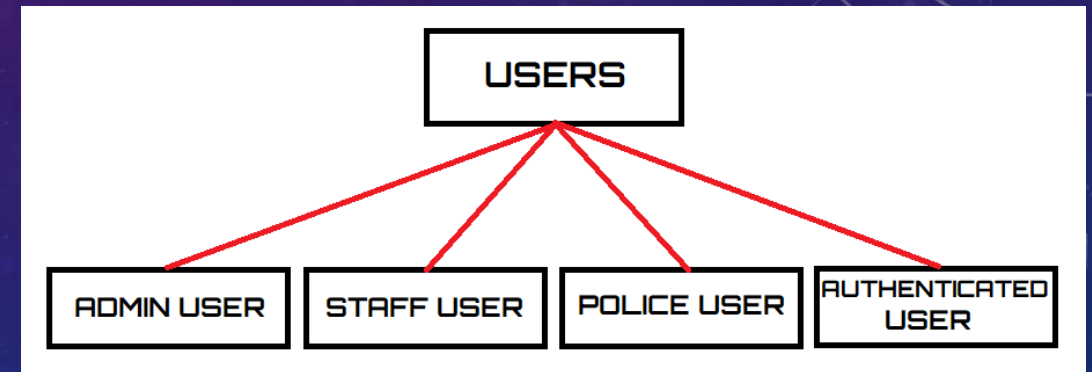 USERS
ADMIN USER
STAFF USER
POLICE USER
AUTHENTICATED
USER